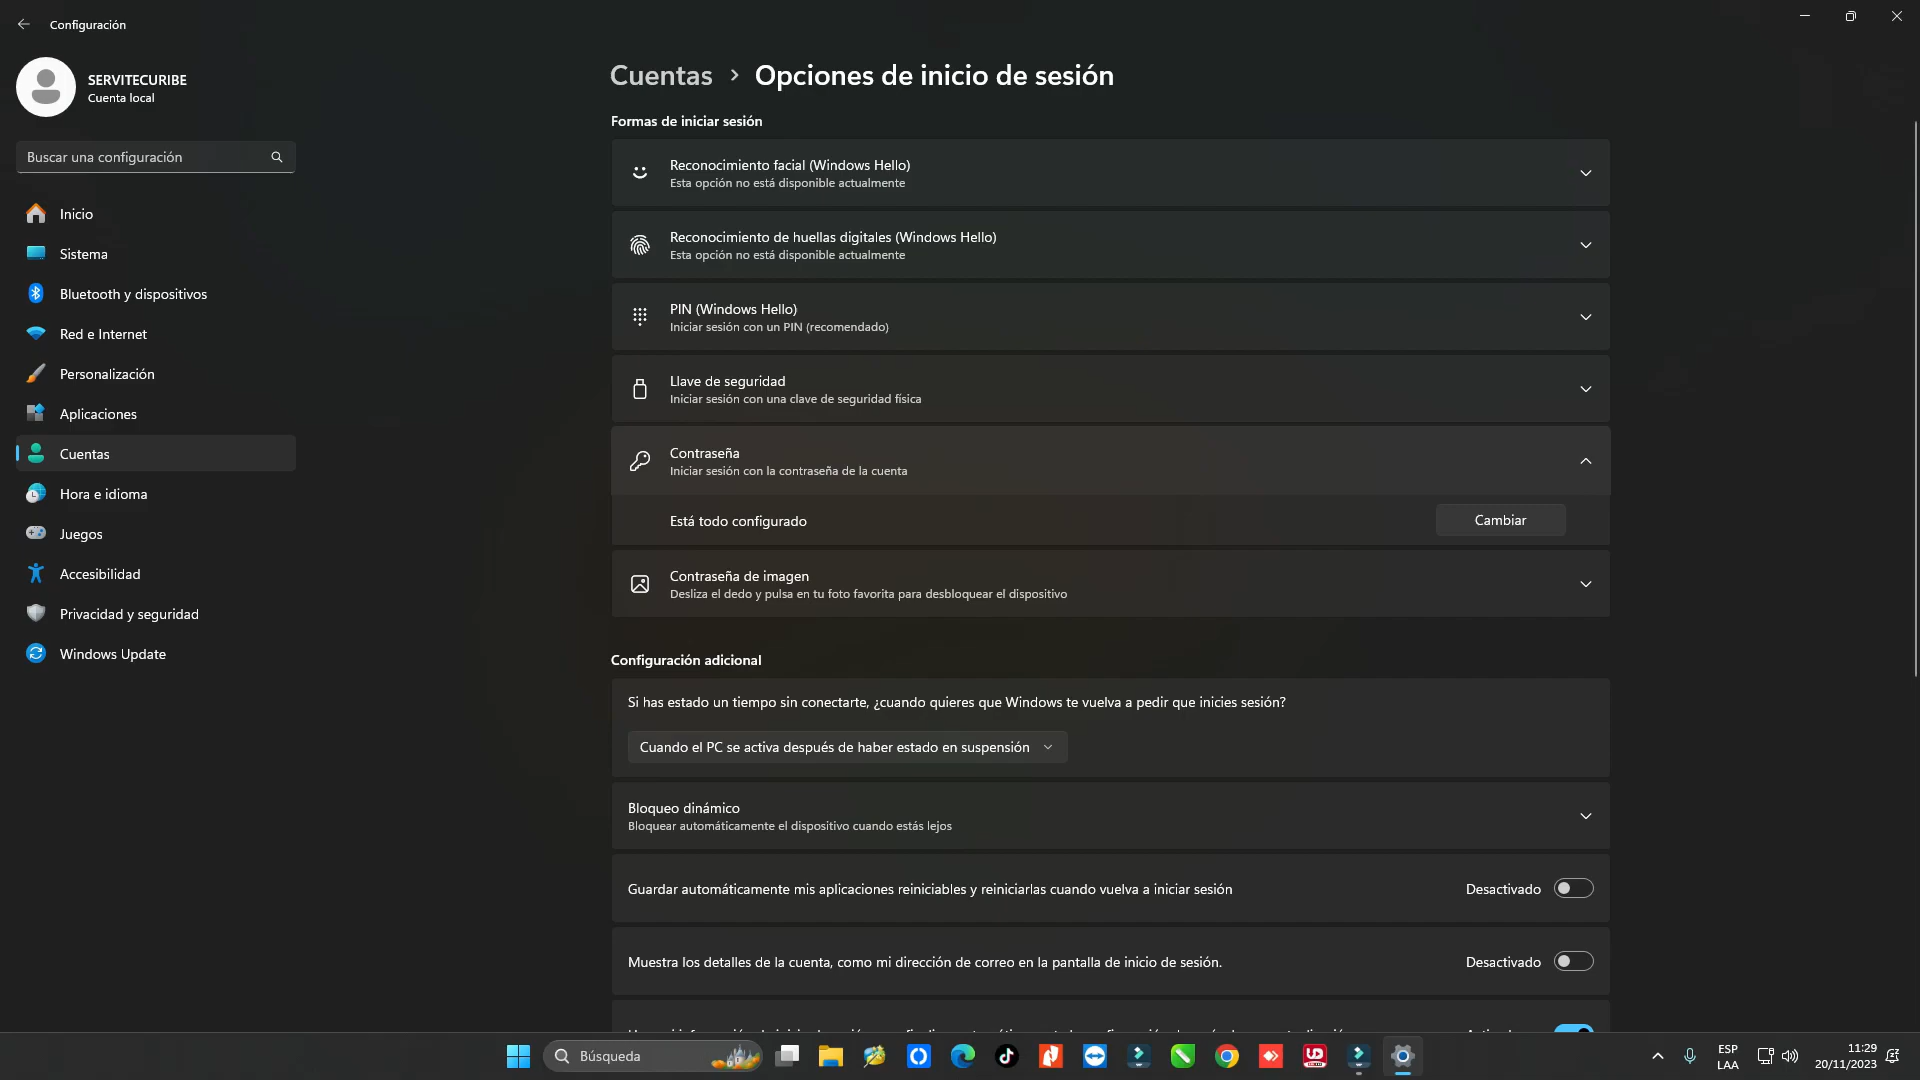 Configuración
SERVITECURIBE
Cuenta local
Buscar una configuración
Inicio
Sistema
Bluetooth y dispositivos
Red e Internet
Personalización
Aplicaciones
Cuentas
Hora e idioma
Juegos
Accesibilidad
Privacidad y seguridad
Windows Update
Cuentas > Opciones de inicio de sesión
Formas de iniciar sesión
Reconocimiento facial (Windows Hello)
Esta opción no está disponible actualmente
Reconocimiento de huellas digitales (Windows Hello)
Esta opción no está disponible actualmente
PIN (Windows Hello)
Iniciar sesión con un PIN (recomendado)
Llave de seguridad
Iniciar sesión con una clave de seguridad física
Contraseña
Iniciar sesión con la contraseña de la cuenta
Está todo configurado
Cambiar
Contraseña de imagen
Desliza el dedo y pulsa en tu foto favorita para desbloquear el dispositivo
Configuración adicional
Si has estado un tiempo sin conectarte, ¿cuando quieres que Windows te vuelva a pedir que inicies sesión?
Cuando el PC se activa después de haber estado en suspensión
Bloqueo dinámico
Bloquear automáticamente el dispositivo cuando estás lejos
Guardar automáticamente mis aplicaciones reiniciables y reiniciarlas cuando vuelva a iniciar sesión
Desactivado
Muestra los detalles de la cuenta, como mi dirección de correo en la pantalla de inicio de sesión.
Desactivado
Búsqueda
UD
ESP
LAA
11:29
20/11/2023